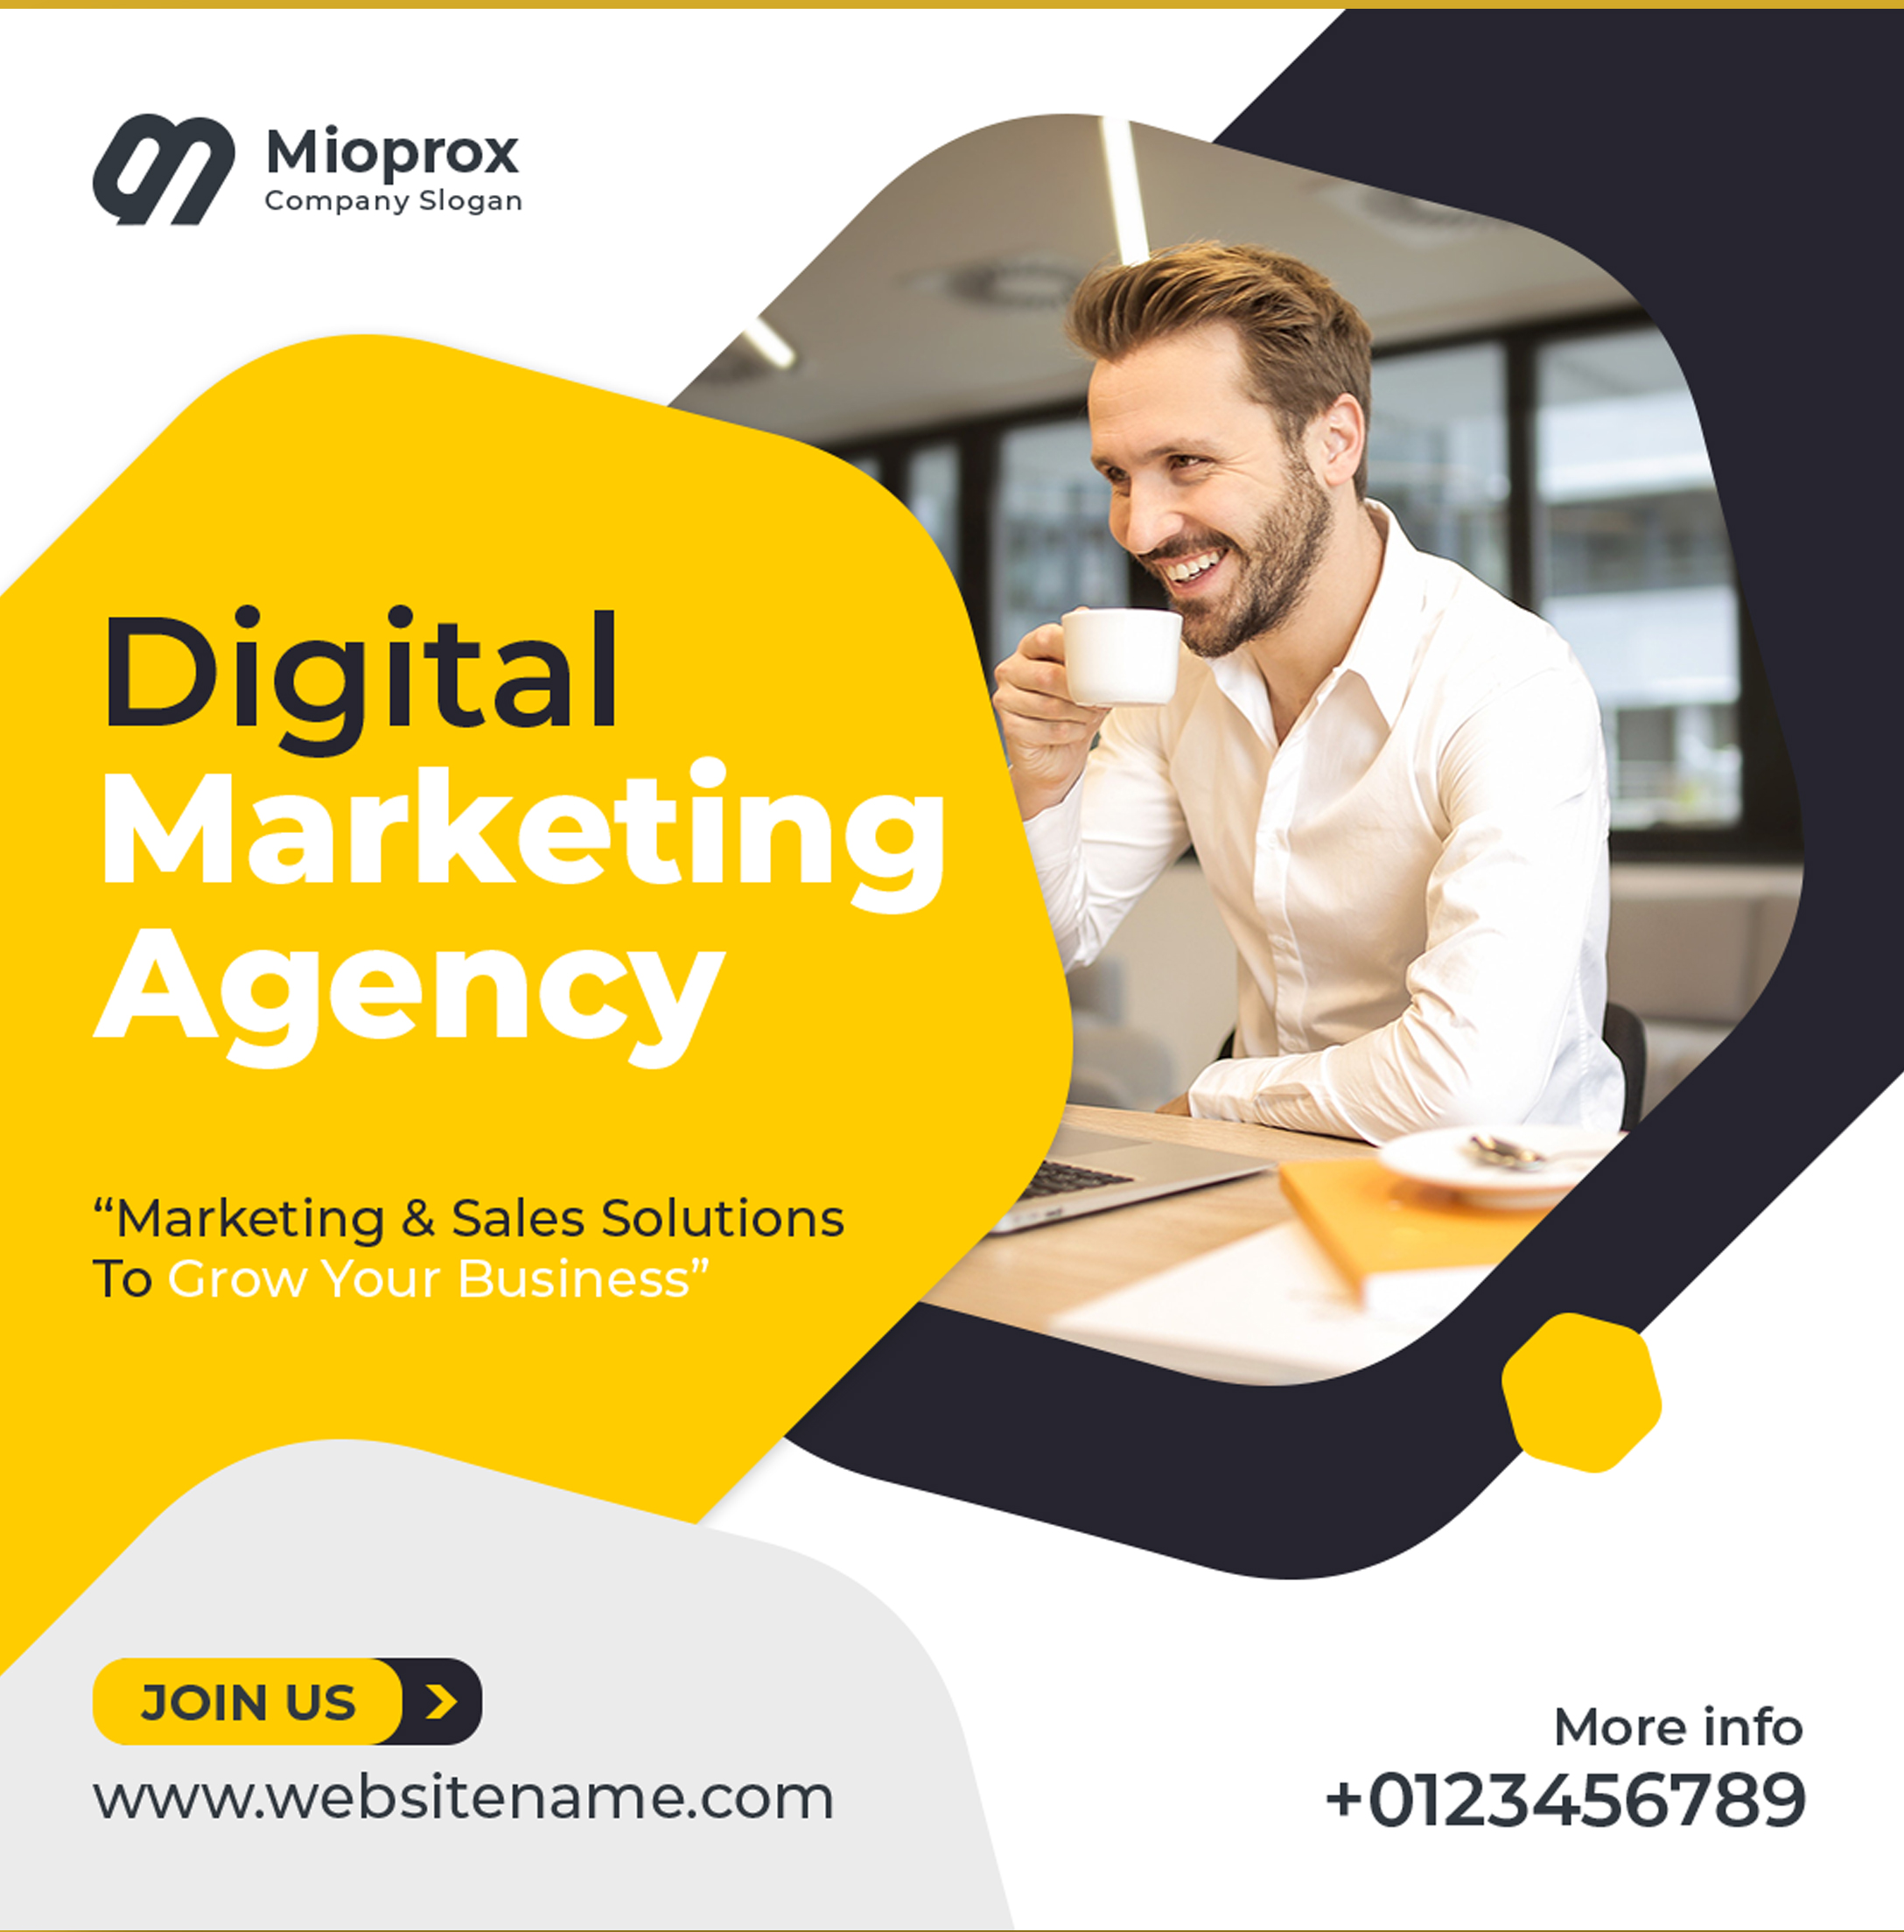 Mioprox
Company Slogan
Digital
Marketing
Agency
“Marketing & Sales Solutions
To Grow Your Business”
JOIN US
www.websitename.com
More info
+0123456789